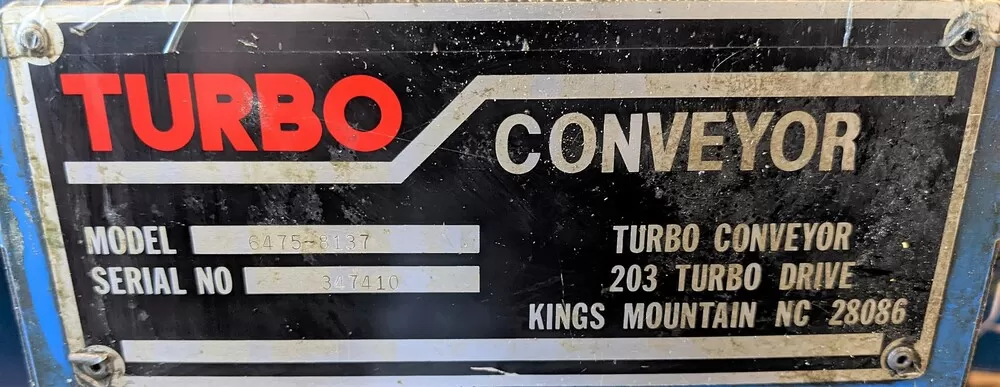 TURBO
CONVEYOR
MODEL 6475-8137
SERIAL NO 347410
TURBO CONVEYOR
203 TURBO DRIVE
KINGS MOUNTAIN NC 28086